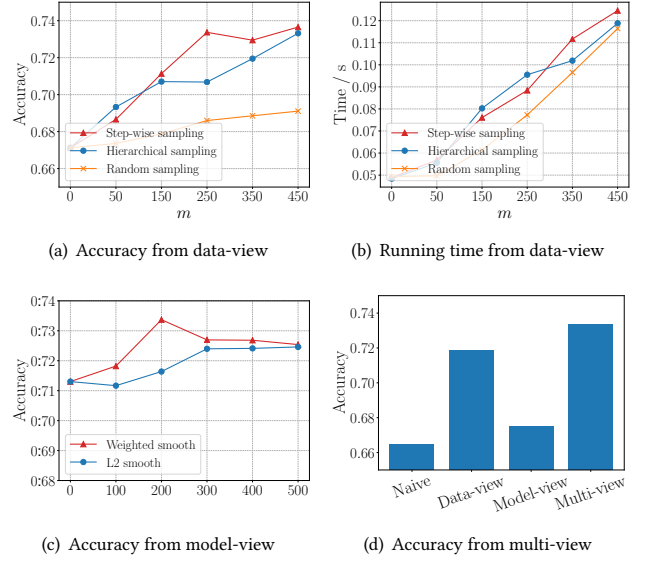 0.74
0.72
0.70
0.68
0.66
Accuracy
Step-wise sampling
Hierarchical sampling
Random sampling
0 50 150 250 350 450
m
(a) Accuracy from data-view
0.12
0.11
0.10
0.09
0.08
0.07
0.06
0.05
Time / s
Step-wise sampling
Hierarchical sampling
Random sampling
0 50 150 250 350 450
m
(b) Running time from data-view
0:74
0:73
0:72
0:71
0:70
0:69
0:68
Accuracy
Weighted smooth
L2 smooth
0 100 200 300 400 500
(c) Accuracy from model-view
0.74
0.72
0.70
0.68
0.66
Accuracy
Naive Data-view Model-view Multi-view
(d) Accuracy from multi-view